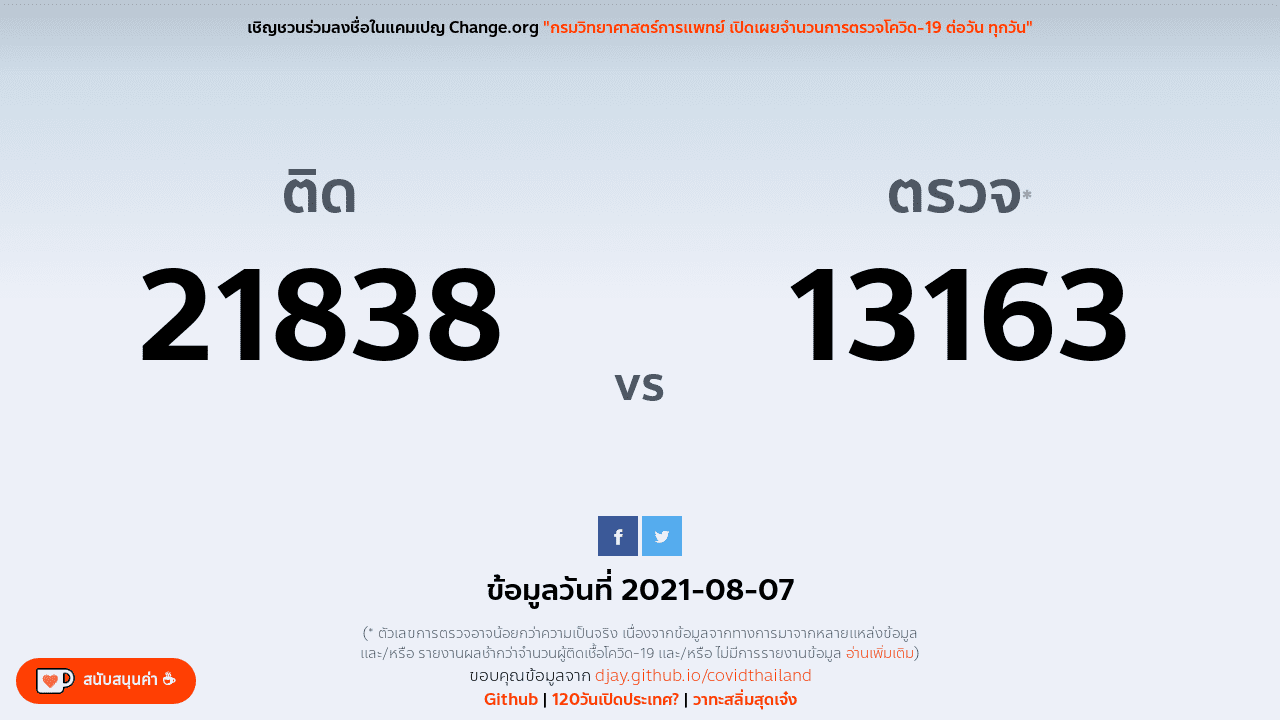 เชิญชวนร่วมลงชื่อในแคมเปญ Change.org "กรมวิทยาศาสตร์การแพทย์ เปิดเผยจำนวนการตรวจโควิด-19 ต่อวัน ทุกวัน"
ติด
21838
vs
ตรวจ*
13163
ข้อมูลวันที่ 2021-08-07
(* ตัวเลขการตรวจอาจน้อยกว่าความเป็นจริง เนื่องจากข้อมูลจากทางการมาจากหลายแหล่งข้อมูล
และ/หรือ รายงานผลช้ากว่าจำนวนผู้ติดเชื้อโควิด-19 และ/หรือ ไม่มีการรายงานข้อมูล อ่านเพิ่มเติม)
ขอบคุณข้อมูลจาก djay.github.io/covidthailand
Github | 120วันเปิดประเทศ? | วาทะสลิ่มสุดเจ๋ง
สนับสนุนค่า ☕